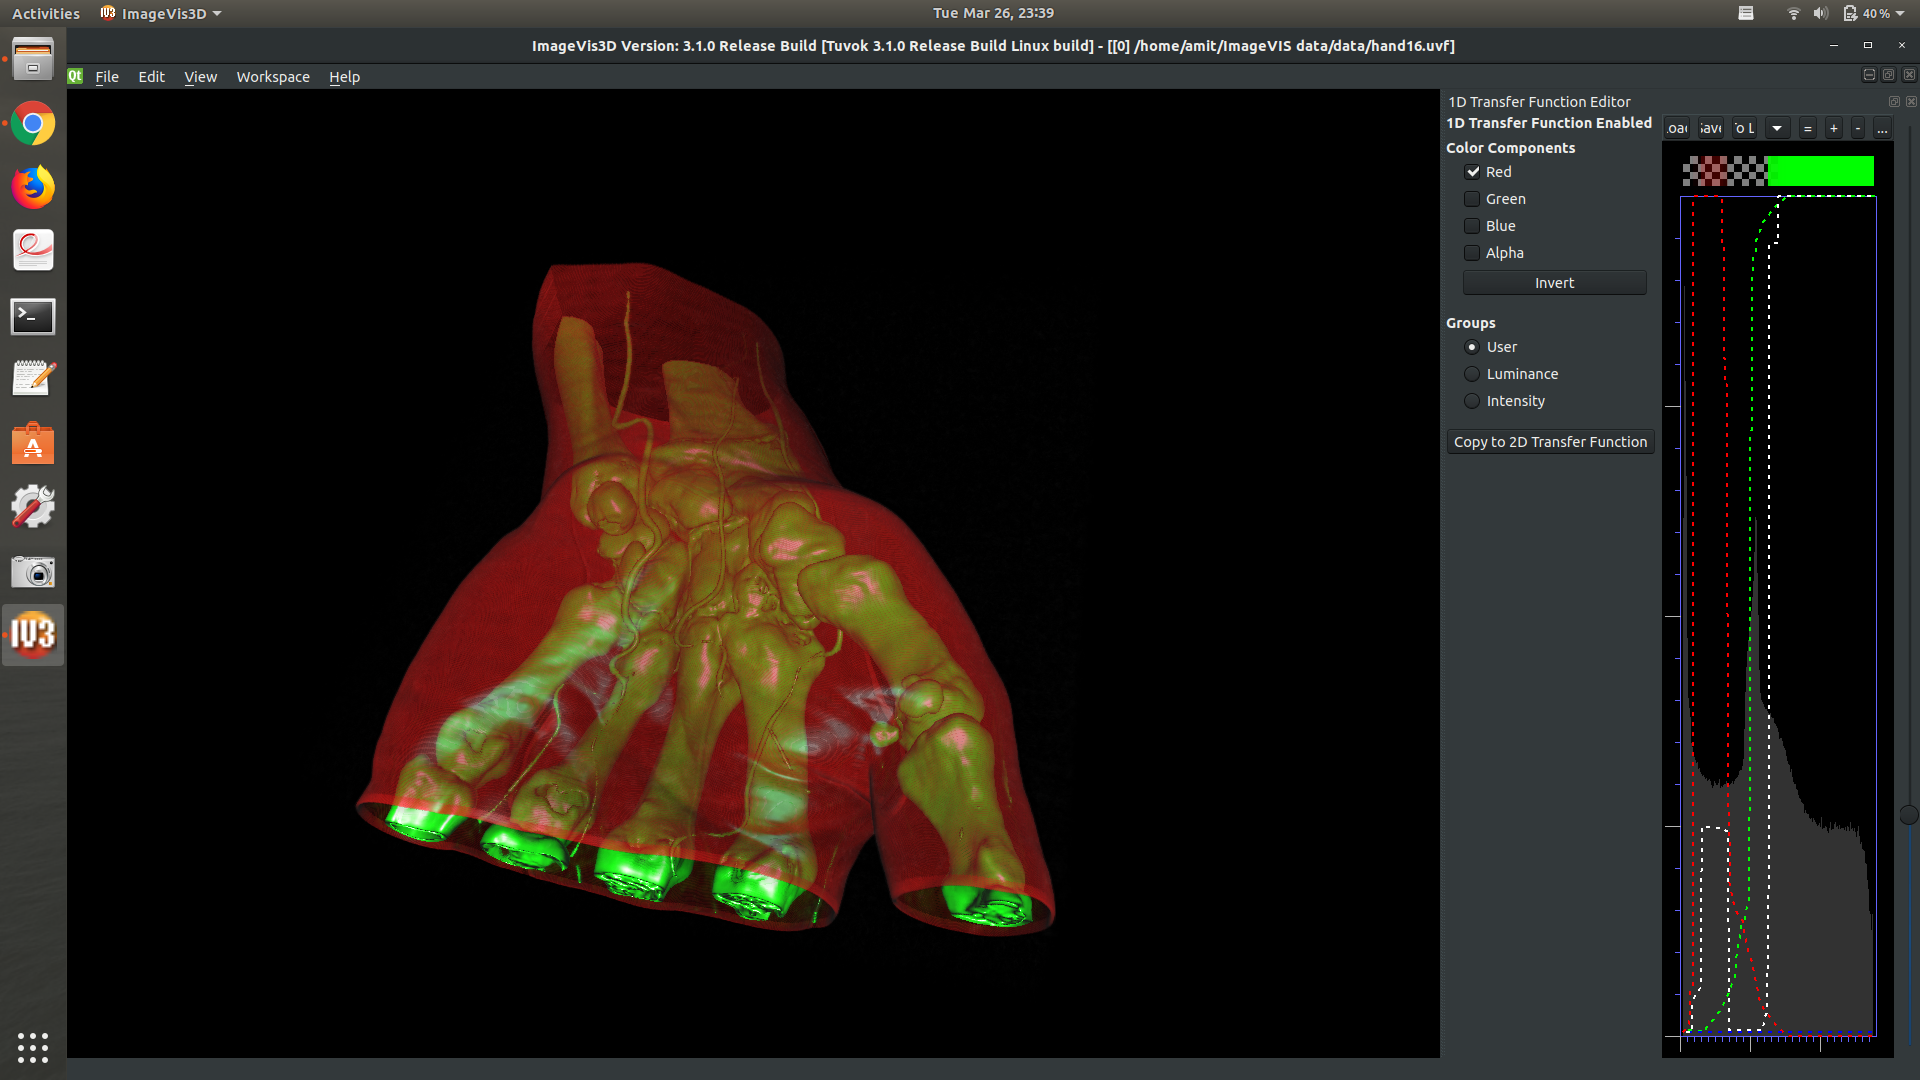 Activities
ImageVis3D
Tue Mar 26, 23:39
40 %
ImageVis3D Version: 3.1.0 Release Build [Tuvok 3.1.0 Release Build Linux build] - [[0] /home/amit/ImageVIS data/data/hand16.uvf]
Qt File Edit View Workspace Help
1D Transfer Function Editor
1D Transfer Function Enabled
Color Components
Red
Green
Blue
Alpha
Invert
Groups
User
Luminance
Intensity
Copy to 2D Transfer Function
= + - ...
IV3